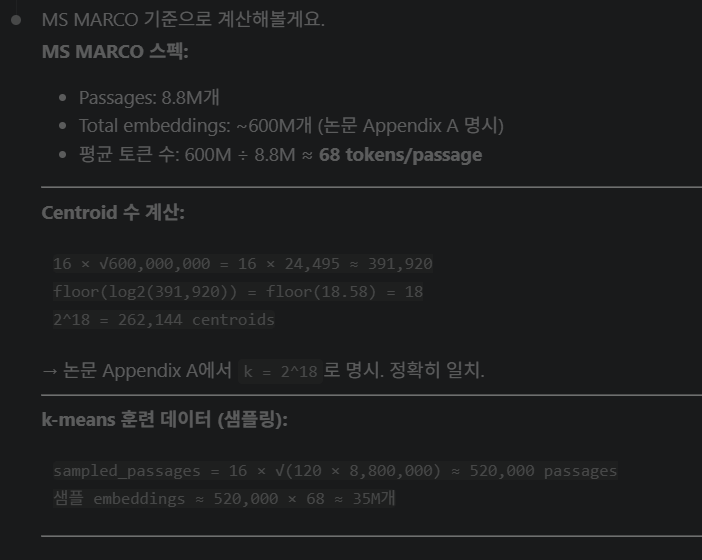 MS MARCO 기준으로 계산해볼게요.
MS MARCO 스펙:
Passages: 8.8M개
Total embeddings: ~600M개 (논문 Appendix A 명시)
평균 토큰 수: 600M ÷ 8.8M ≈ 68 tokens/passage
Centroid 수 계산:
16 × √600,000,000 = 16 × 24,495 ≈ 391,920
floor(log2(391,920)) = floor(18.58) = 18
2^18 = 262,144 centroids
→ 논문 Appendix A에서 k = 2^18로 명시. 정확히 일치.
k-means 훈련 데이터 (샘플링):
sampled_passages = 16 × √(120 × 8,800,000) ≈ 520,000 passages
샘플 embeddings ≈ 520,000 × 68 ≈ 35M개